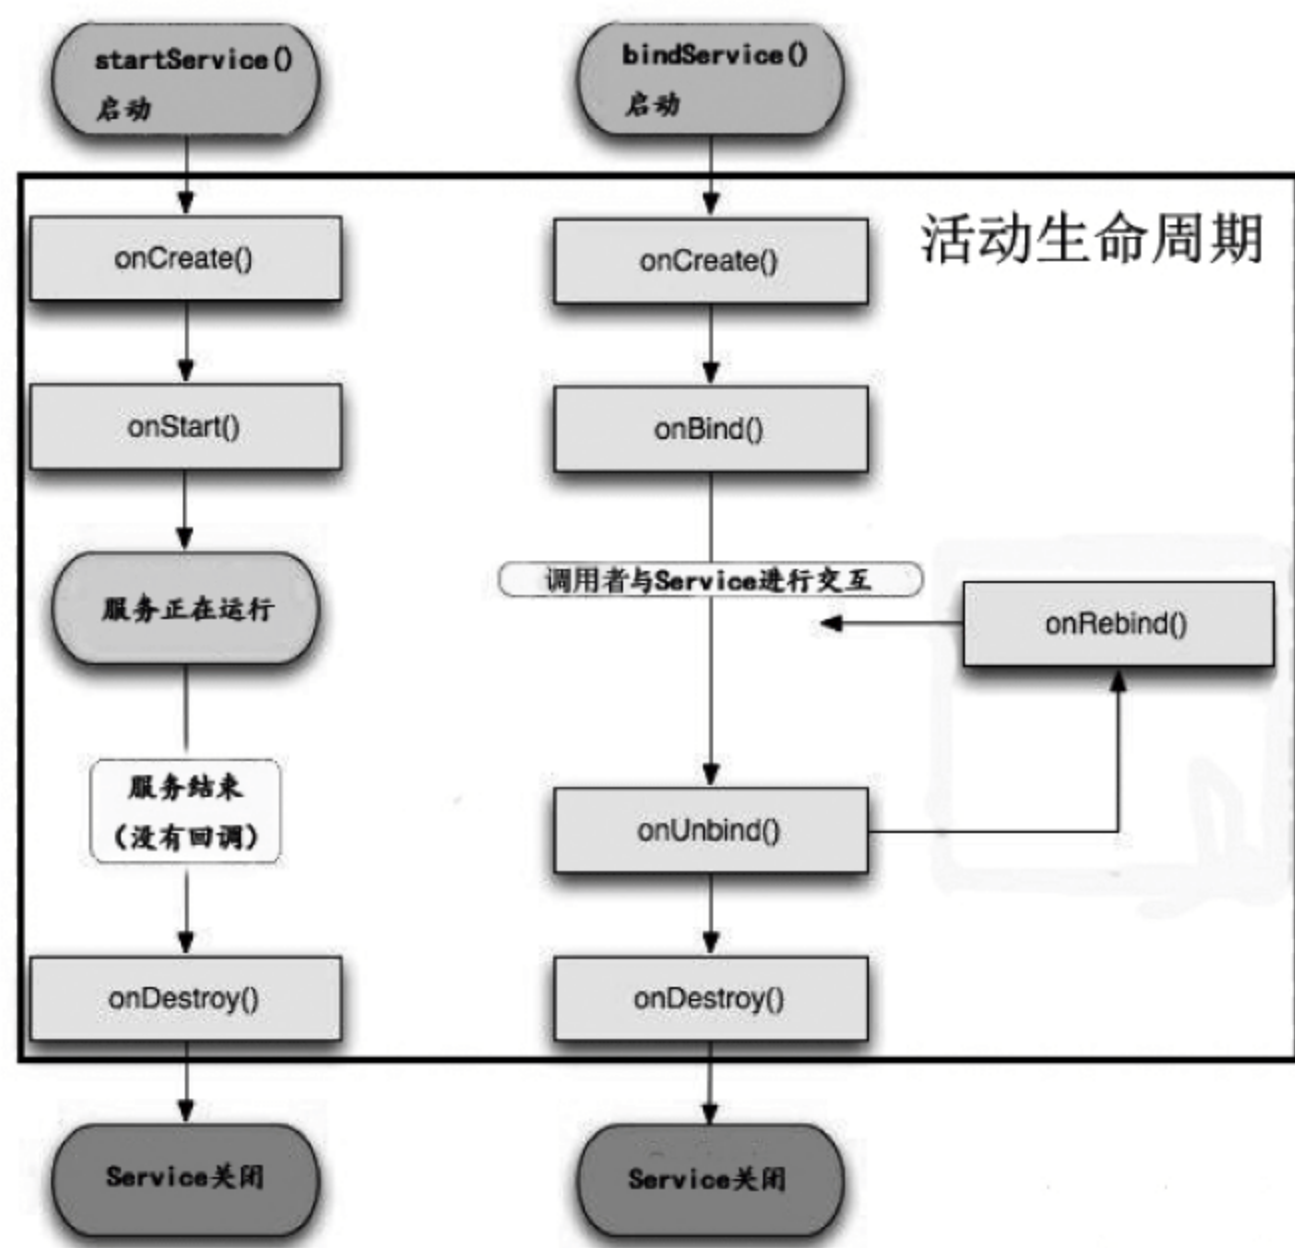 startService()
启动
bindService()
启动
活动生命周期
onCreate()
onCreate()
onStart()
onBind()
服务正在运行
调用者与Service进行交互
onRebind()
服务结束
(没有回调)
onUnbind()
onDestroy()
onDestroy()
Service关闭
Service关闭